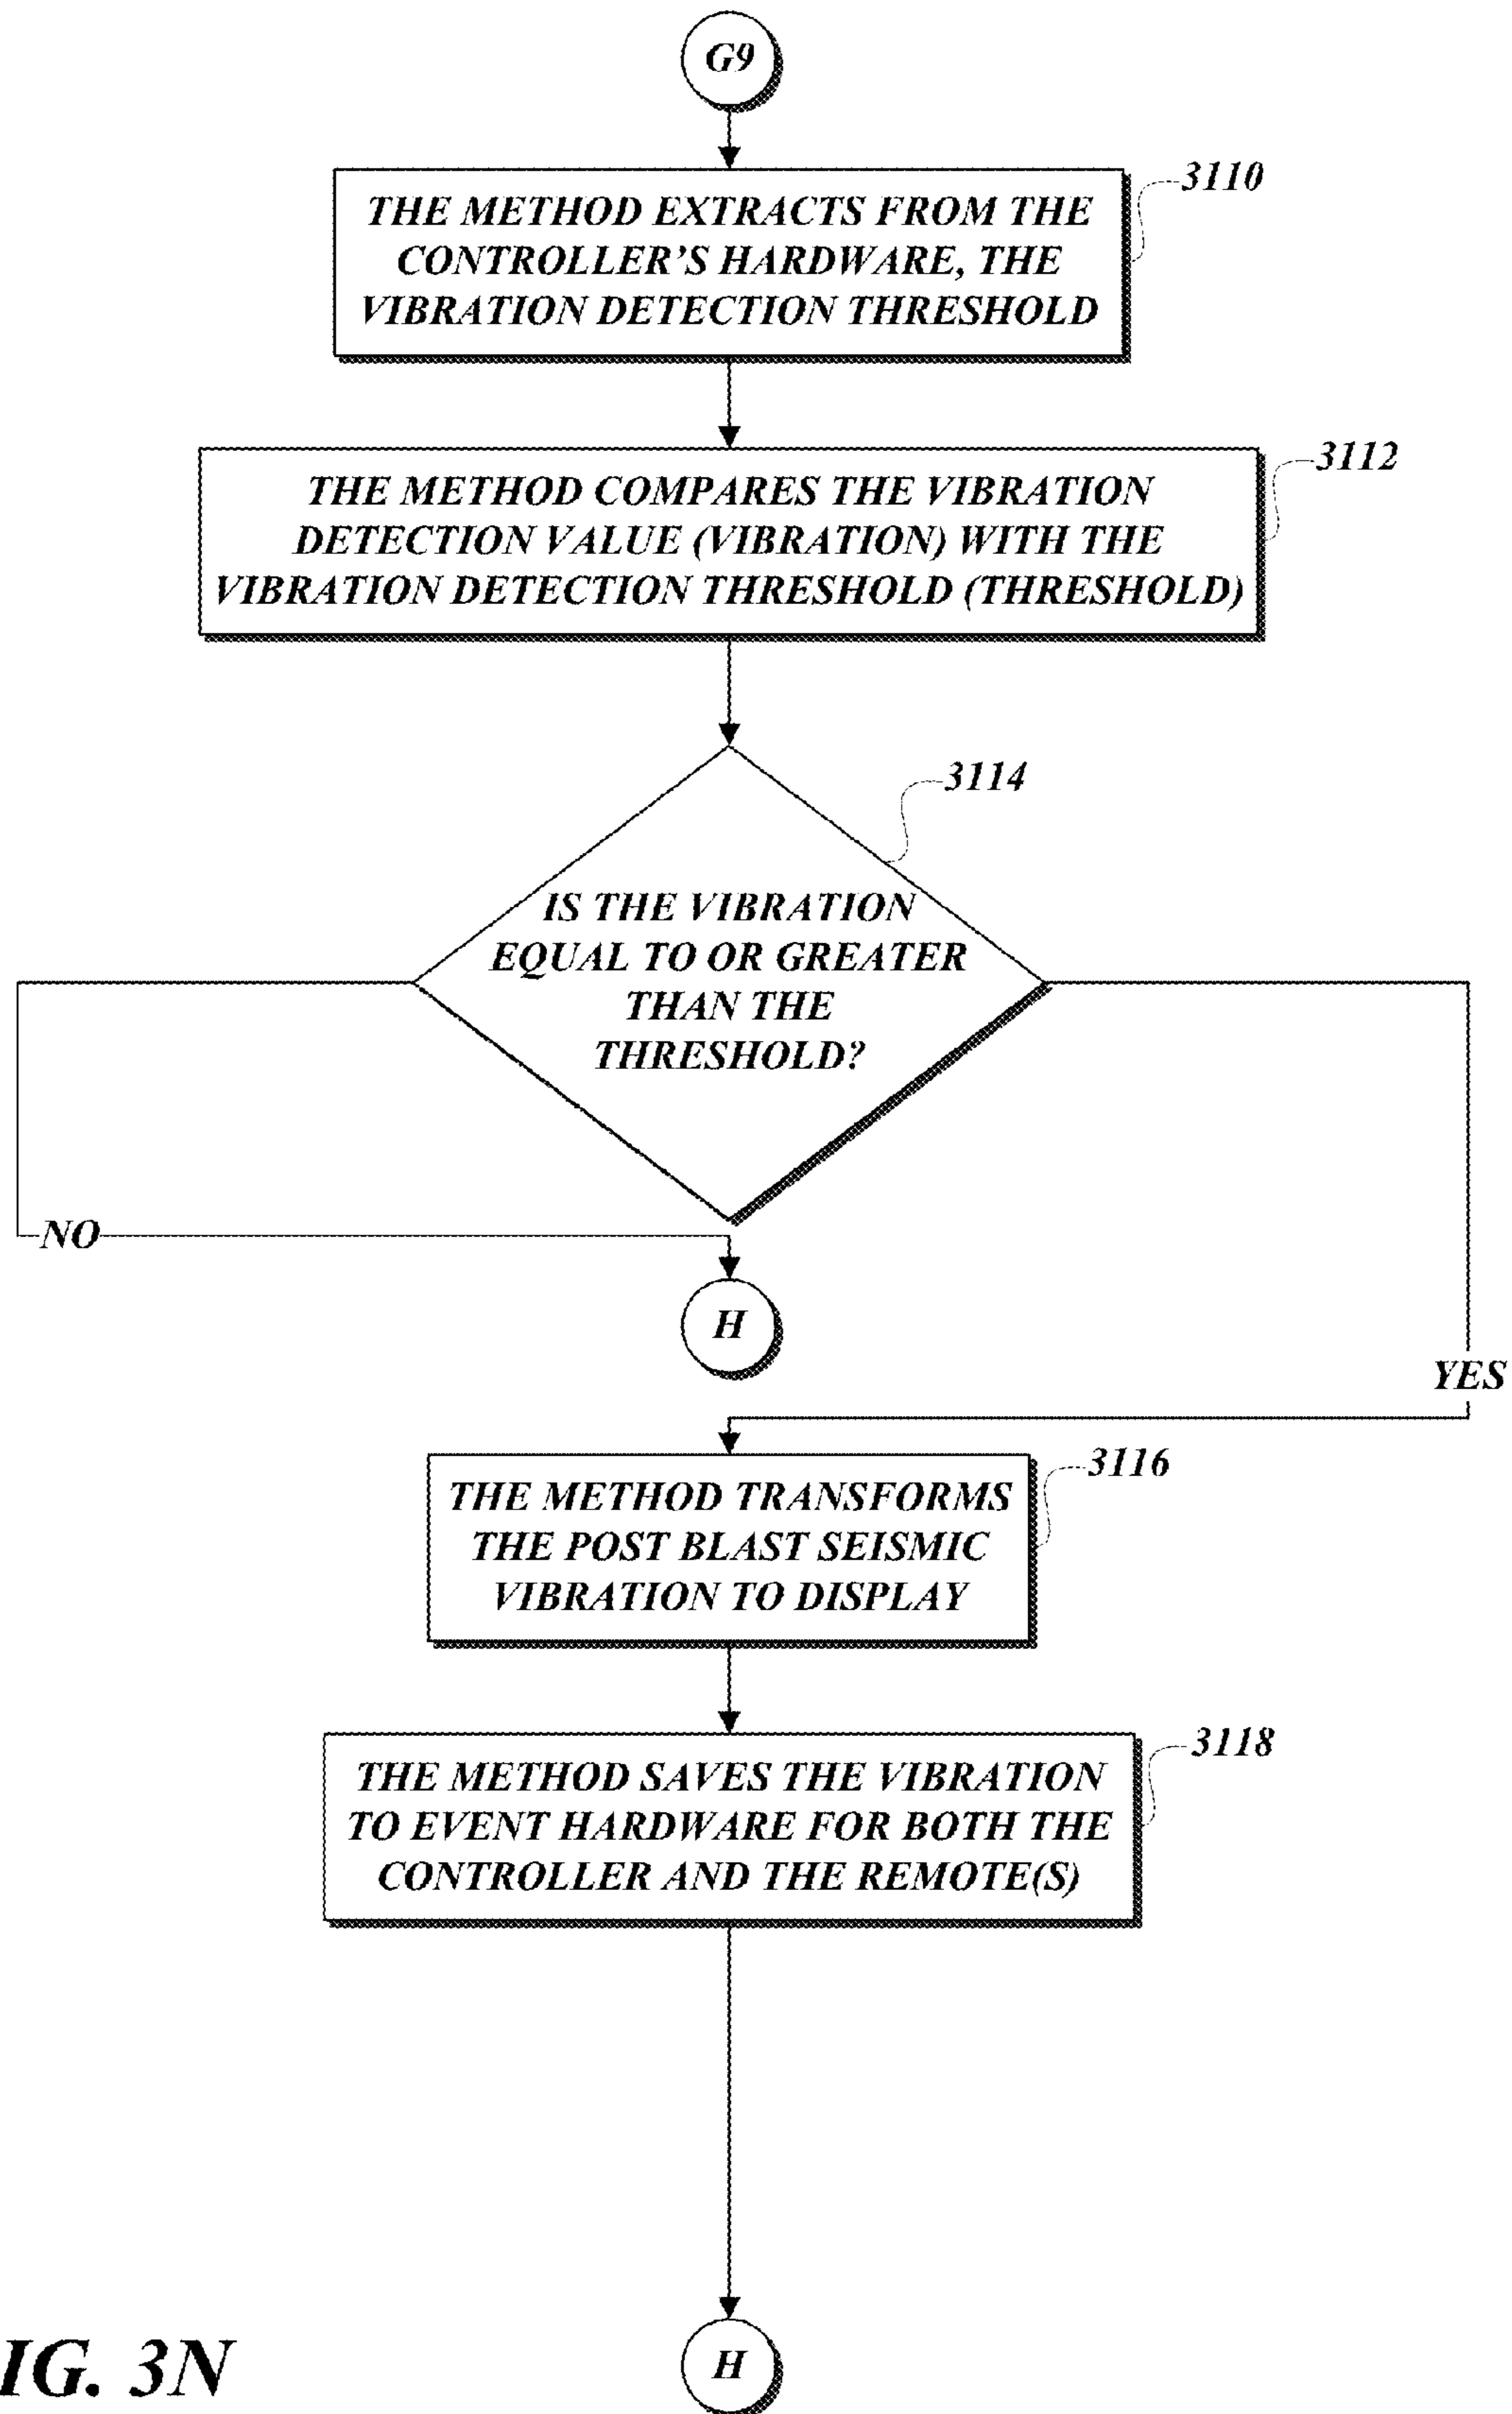 G9
3110
THE METHOD EXTRACTS FROM THE
CONTROLLER'S HARDWARE, THE
VIBRATION DETECTION THRESHOLD
3112
THE METHOD COMPARES THE VIBRATION
DETECTION VALUE (VIBRATION) WITH THE
VIBRATION DETECTION THRESHOLD (THRESHOLD)
3114
IS THE VIBRATION
EQUAL TO OR GREATER
THAN THE
THRESHOLD?
NO
H
YES
3116
THE METHOD TRANSFORMS
THE POST BLAST SEISMIC
VIBRATION TO DISPLAY
3118
THE METHOD SAVES THE VIBRATION
TO EVENT HARDWARE FOR BOTH THE
CONTROLLER AND THE REMOTE(S)
H
IG. 3N